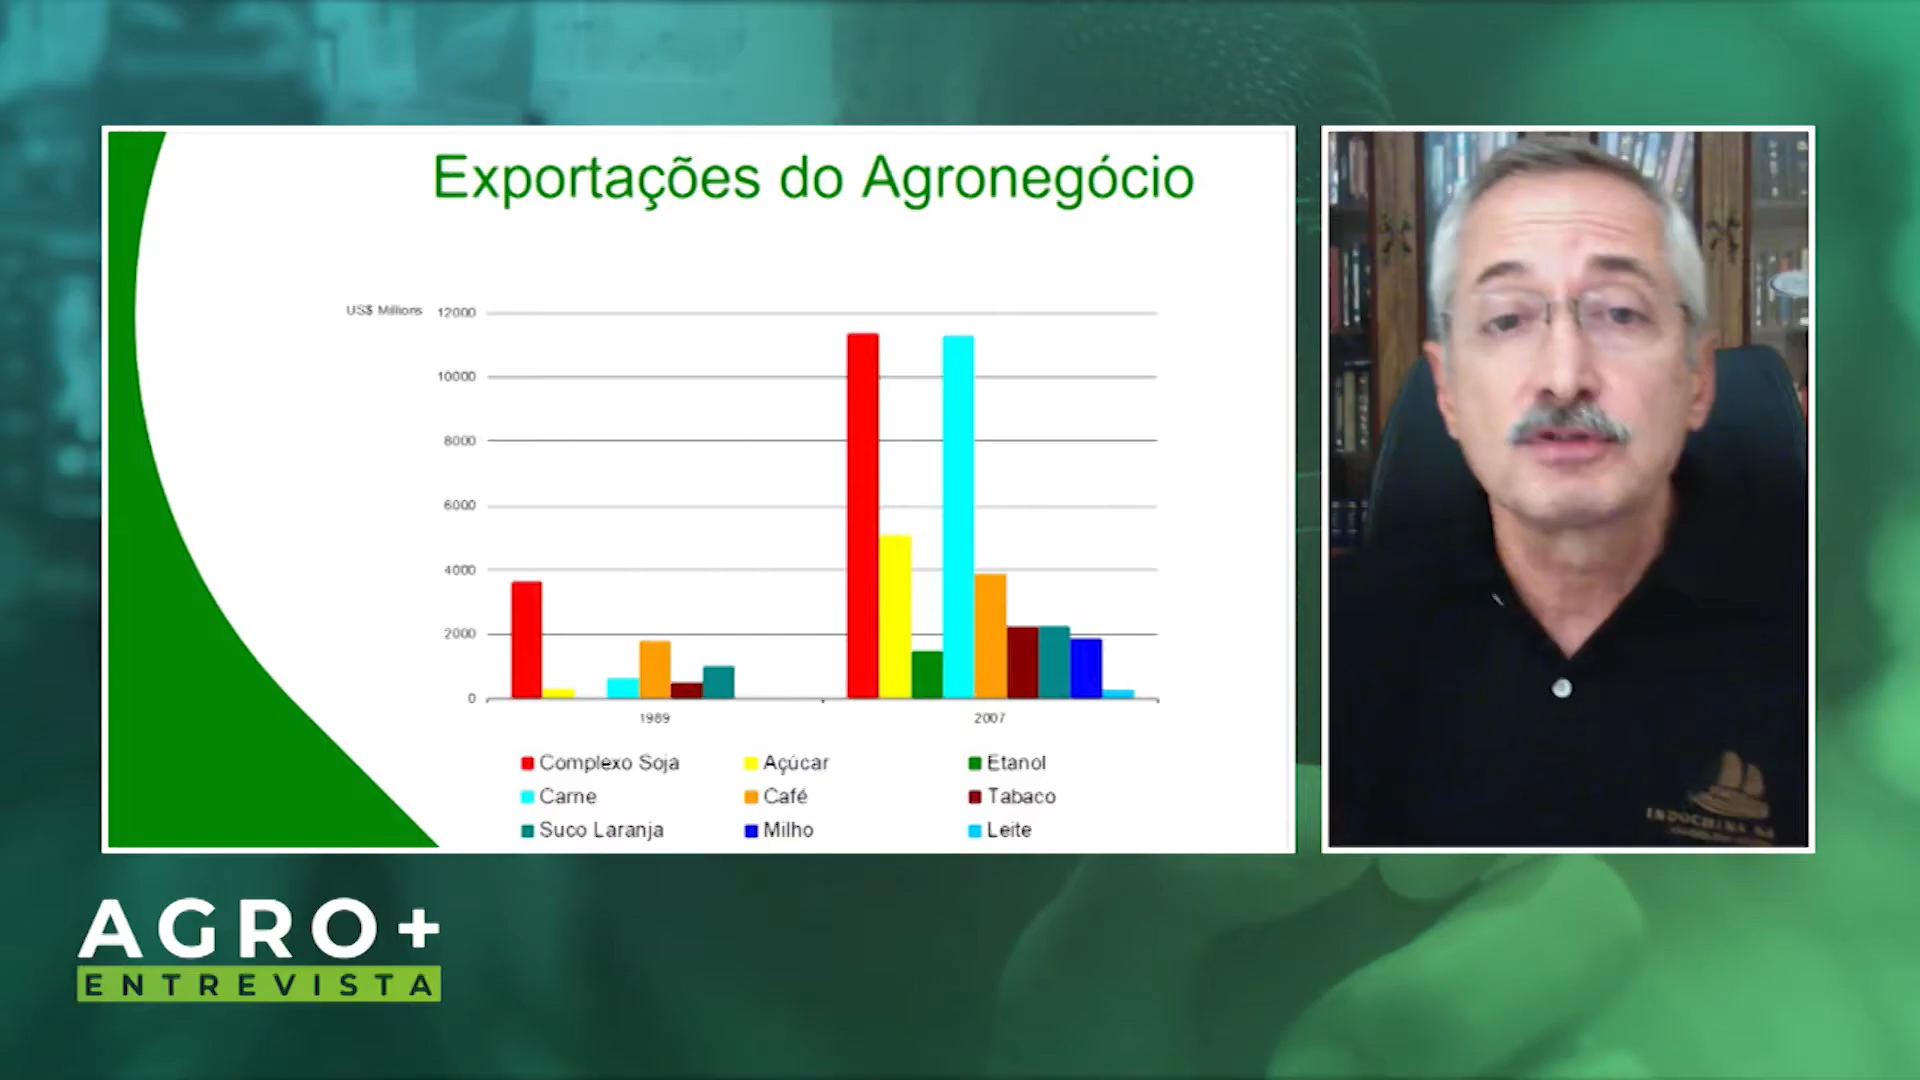 Exportações do Agronegócio
US$ Millions
12000
10000
8000
6000
4000
2000
0
1989
2007
Complexo Soja
Açúcar
Etanol
Carne
Café
Tabaco
Suco Laranja
Milho
Leite
INDOCHINA
AGRO+
ENTREVISTA